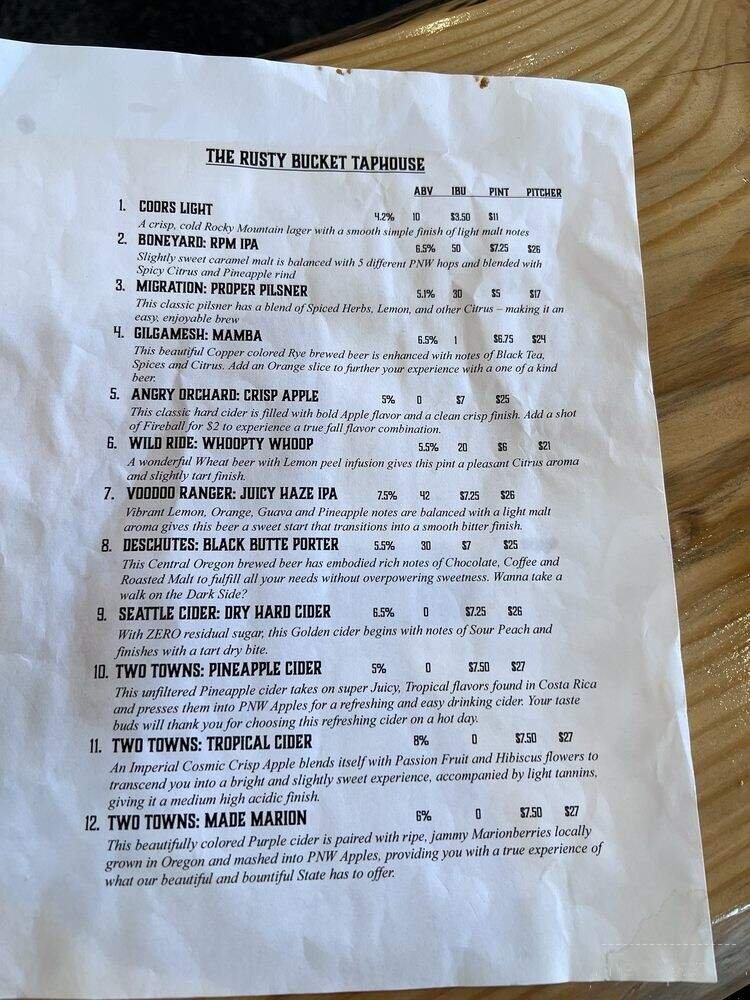 THE RUSTY BUCKET TAPHOUSE
ABV IBU PINT PITCHER
1. COORS LIGHT 4.2% 10 $3.50 $11
A crisp, cold Rocky Mountain lager with a smooth simple finish of light malt notes
2. BONEYARD: RPM IPA 6.5% 50 $7.25 $26
Slightly sweet caramel malt is balanced with 5 different PNW hops and blended with
Spicy Citrus and Pineapple rind
3. MIGRATION: PROPER PILSNER 5.1% 30 $5 $17
This classic pilsner has a blend of Spiced Herbs, Lemon, and other Citrus – making it an
easy, enjoyable brew
4. GILGAMESH: MAMBA 6.5% 1 $6.75 $24
This beautiful Copper colored Rye brewed beer is enhanced with notes of Black Tea,
Spices and Citrus. Add an Orange slice to further your experience with a one of a kind
beer.
5. ANGRY ORCHARD: CRISP APPLE 5% 0 $7 $25
This classic hard cider is filled with bold Apple flavor and a clean crisp finish. Add a shot
of Fireball for $2 to experience a true fall flavor combination.
6. WILD RIDE: WHOOPTY WHOOP 5.5% 20 $6 $21
A wonderful Wheat beer with Lemon peel infusion gives this pint a pleasant Citrus aroma
and slightly tart finish.
7. VOODOO RANGER: JUICY HAZE IPA 7.5% 42 $7.25 $26
Vibrant Lemon, Orange, Guava and Pineapple notes are balanced with a light malt
aroma gives this beer a sweet start that transitions into a smooth bitter finish.
8. DESCHUTES: BLACK BUTTE PORTER 5.5% 30 $7 $25
This Central Oregon brewed beer has embodied rich notes of Chocolate, Coffee and
Roasted Malt to fulfill all your needs without overpowering sweetness. Wanna take a
walk on the Dark Side?
9. SEATTLE CIDER: DRY HARD CIDER 6.5% 0 $7.25 $26
With ZERO residual sugar, this Golden cider begins with notes of Sour Peach and
finishes with a tart dry bite.
10. TWO TOWNS: PINEAPPLE CIDER 5% 0 $7.50 $27
This unfiltered Pineapple cider takes on super Juicy, Tropical flavors found in Costa Rica
and presses them into PNW Apples for a refreshing and easy drinking cider. Your taste
buds will thank you for choosing this refreshing cider on a hot day.
11. TWO TOWNS: TROPICAL CIDER 8% 0 $7.50 $27
An Imperial Cosmic Crisp Apple blends itself with Passion Fruit and Hibiscus flowers to
transcend you into a bright and slightly sweet experience, accompanied by light tannins,
giving it a medium high acidic finish.
12. TWO TOWNS: MADE MARION 6% 0 $7.50 $27
This beautifully colored Purple cider is paired with ripe, jammy Marionberries locally
grown in Oregon and mashed into PNW Apples, providing you with a true experience of
what our beautiful and bountiful State has to offer.